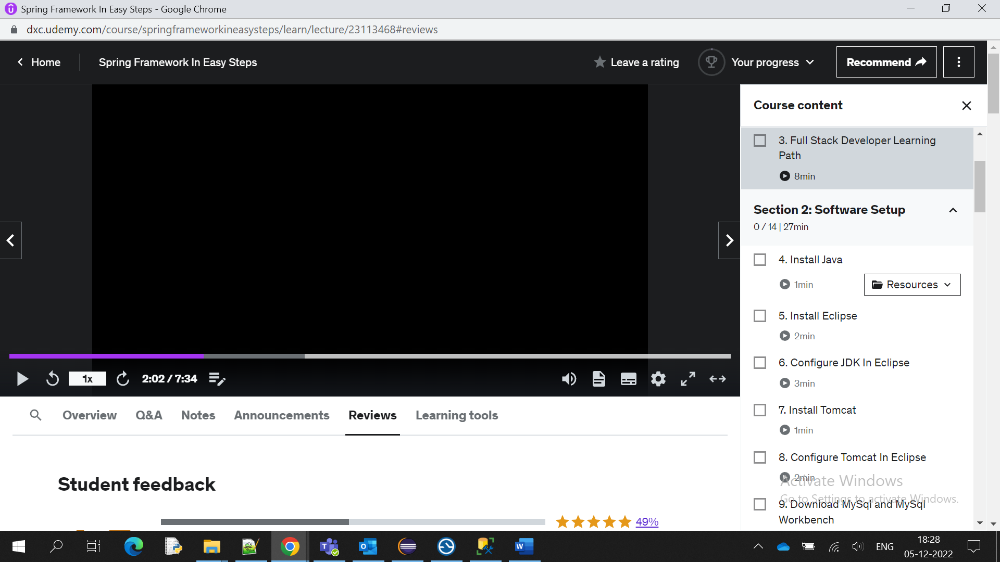 Spring Framework In Easy Steps - Google Chrome
dxc.udemy.com/course/springframeworkineasysteps/learn/lecture/23113468#reviews
Home
Spring Framework In Easy Steps
Leave a rating
Your progress
Recommend
Course content
3. Full Stack Developer Learning
Path
8min
Section 2: Software Setup
0 / 14 | 27min
4. Install Java
1min
Resources
5. Install Eclipse
2min
6. Configure JDK In Eclipse
3min
7. Install Tomcat
1min
8. Configure Tomcat In Eclipse
2min
9. Download MySql and MySql
Workbench
Activate Windows
Go to Settings to activate Windows.
1x
2:02 / 7:34
Overview
Q&A
Notes
Announcements
Reviews
Learning tools
Student feedback
49%
ENG
18:28
05-12-2022